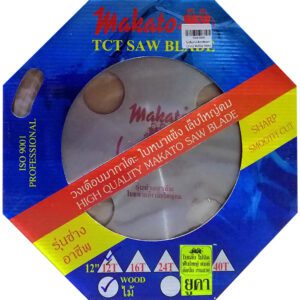 Makato
TCT SAW BLADE
ISO 9001
PROFESSIONAL
Makato
วงเดือนมากาโตะ ใบหนาแข็ง เล็บใหญ่คม
HIGH QUALITY MAKATO SAW BLADE
SHARP
SMOOTH CUT
รุ่นช่าง
อาชีพ
12"
12T
16T
24T
40T
WOOD
ไม้
ยูคา